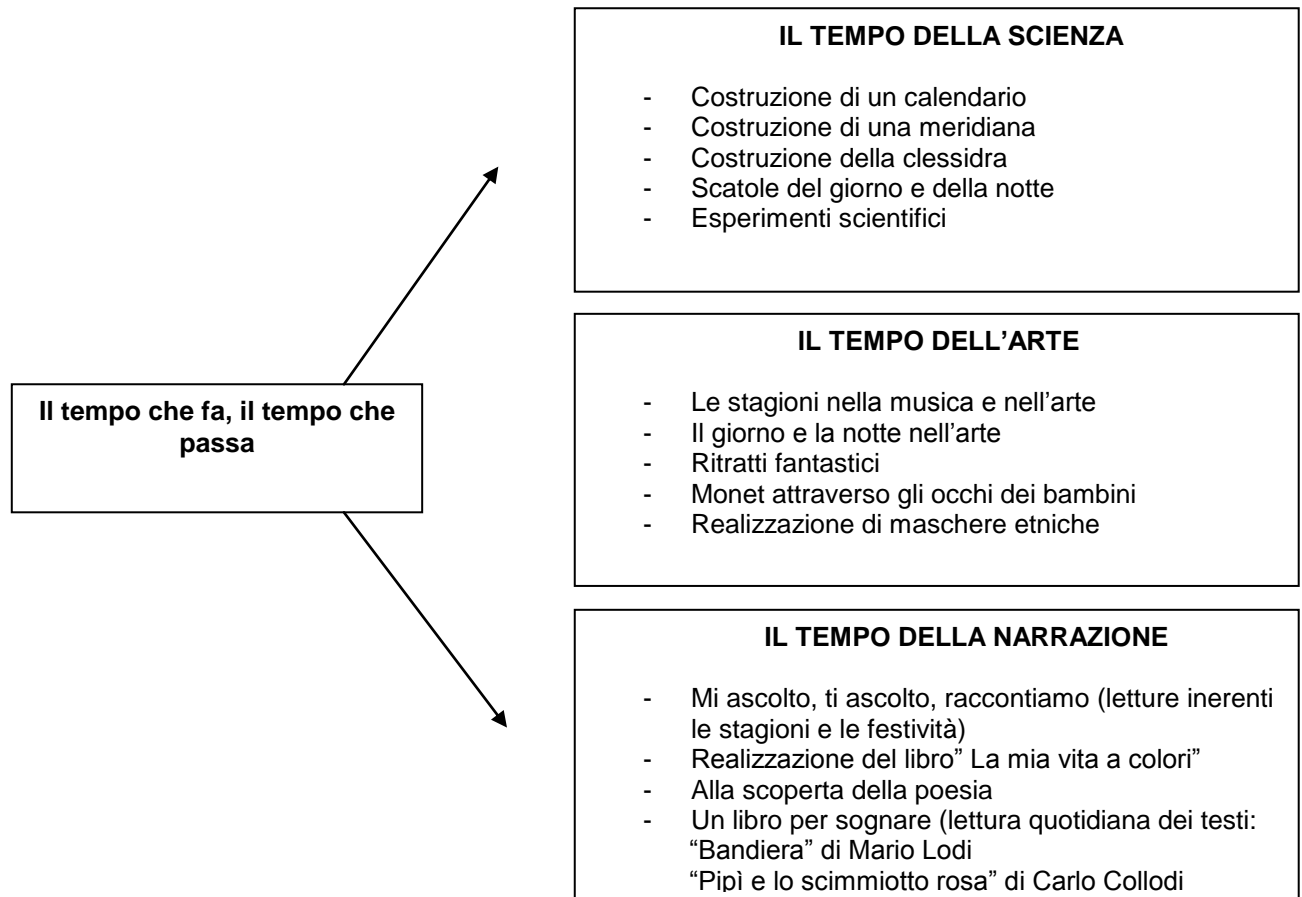 IL TEMPO DELLA SCIENZA
- Costruzione di un calendario
- Costruzione di una meridiana
- Costruzione della clessidra
- Scatole del giorno e della notte
- Esperimenti scientifici
IL TEMPO DELL’ARTE
- Le stagioni nella musica e nell’arte
- Il giorno e la notte nell’arte
- Ritratti fantastici
- Monet attraverso gli occhi dei bambini
- Realizzazione di maschere etniche
Il tempo che fa, il tempo che
passa
IL TEMPO DELLA NARRAZIONE
- Mi ascolto, ti ascolto, raccontiamo (letture inerenti
le stagioni e le festività)
- Realizzazione del libro” La mia vita a colori”
- Alla scoperta della poesia
- Un libro per sognare (lettura quotidiana dei testi:
“Bandiera” di Mario Lodi
“Pipì e lo scimmiotto rosa” di Carlo Collodi